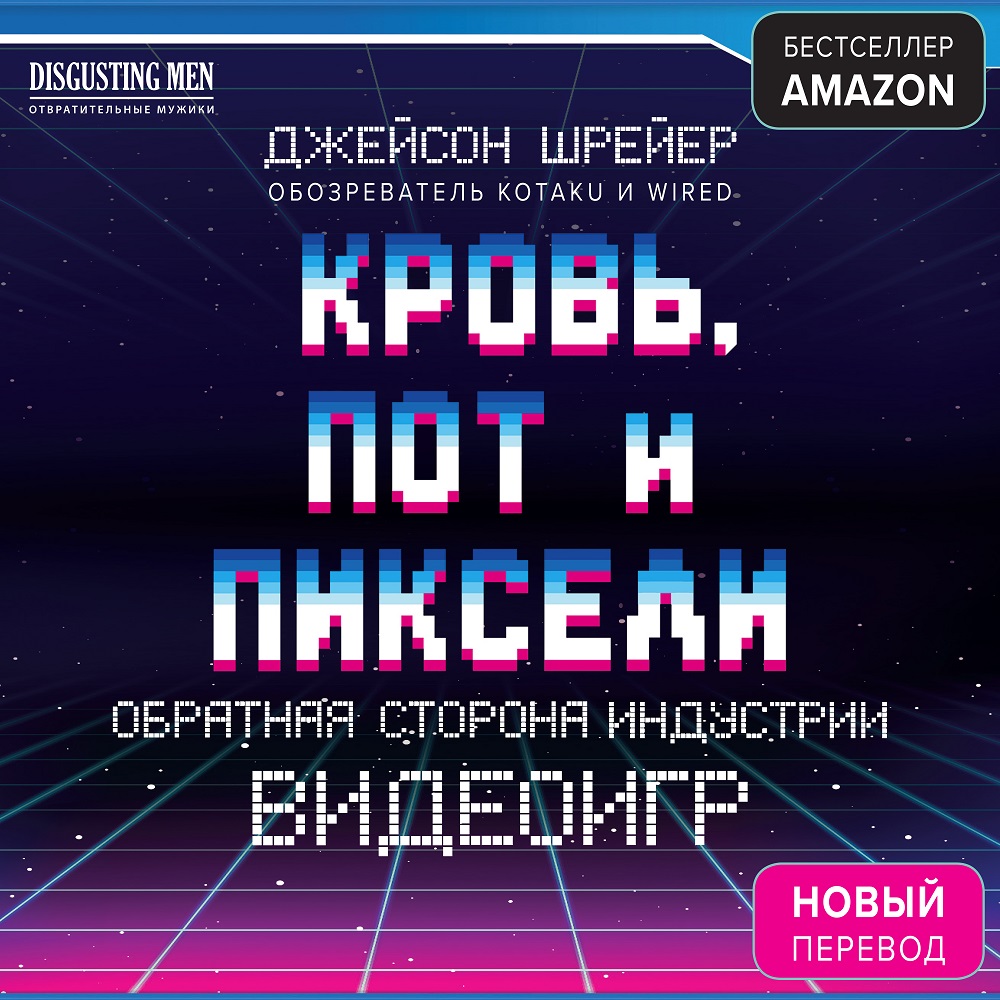 DISGUSTING MEN
ОТВРАТИТЕЛЬНЫЕ МУЖИКИ
БЕСТСЕЛЛЕР
AMAZON
ДЖЕЙСОН ШРЕЙЕР
ОБОЗРЕВАТЕЛЬ KOTAKU И WIRED
КРОВЬ,
ПОТ И
ПИКСЕЛИ
ОБРАТНАЯ СТОРОНА ИНДУСТРИИ
ВИДЕОИГР
НОВЫЙ
ПЕРЕВОД